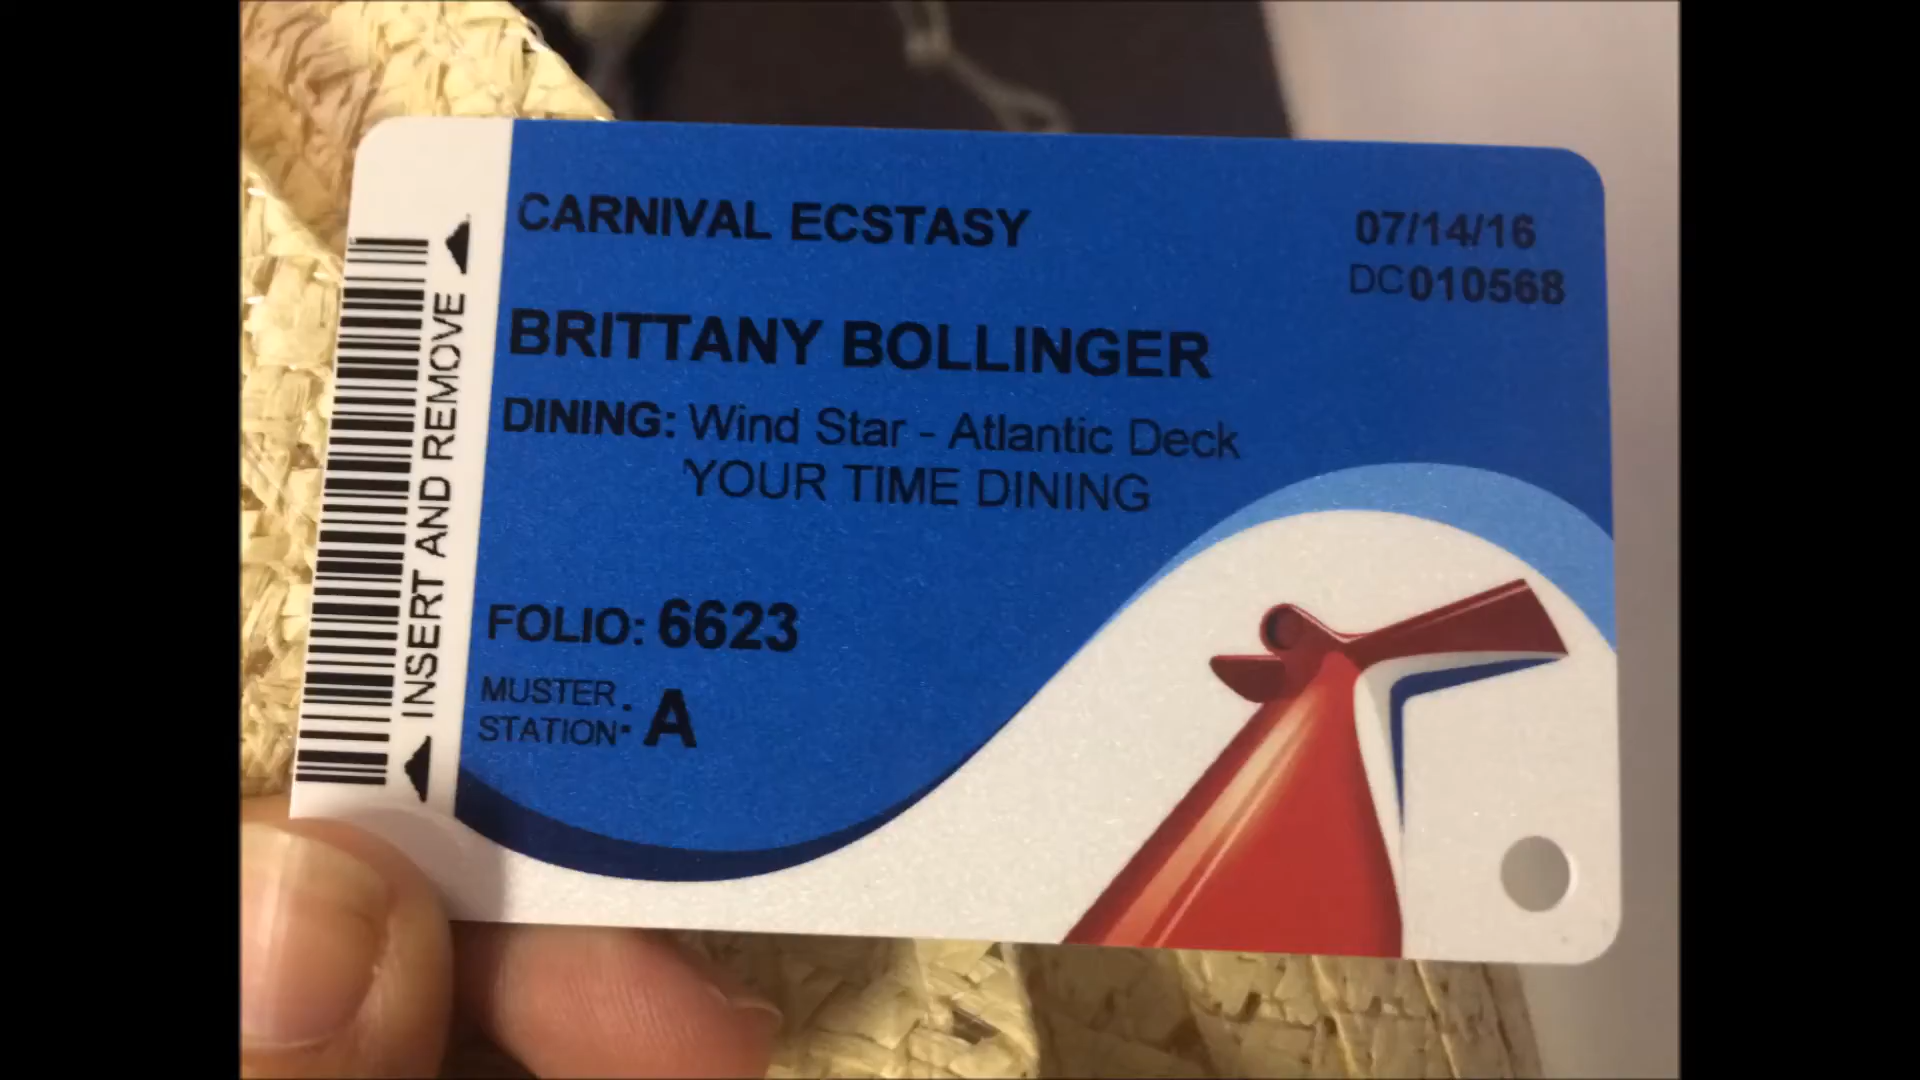 CARNIVAL ECSTASY
07/14/16
DC010568
BRITTANY BOLLINGER
DINING: Wind Star - Atlantic Deck
YOUR TIME DINING
FOLIO: 6623
MUSTER
STATION: A
INSERT AND REMOVE